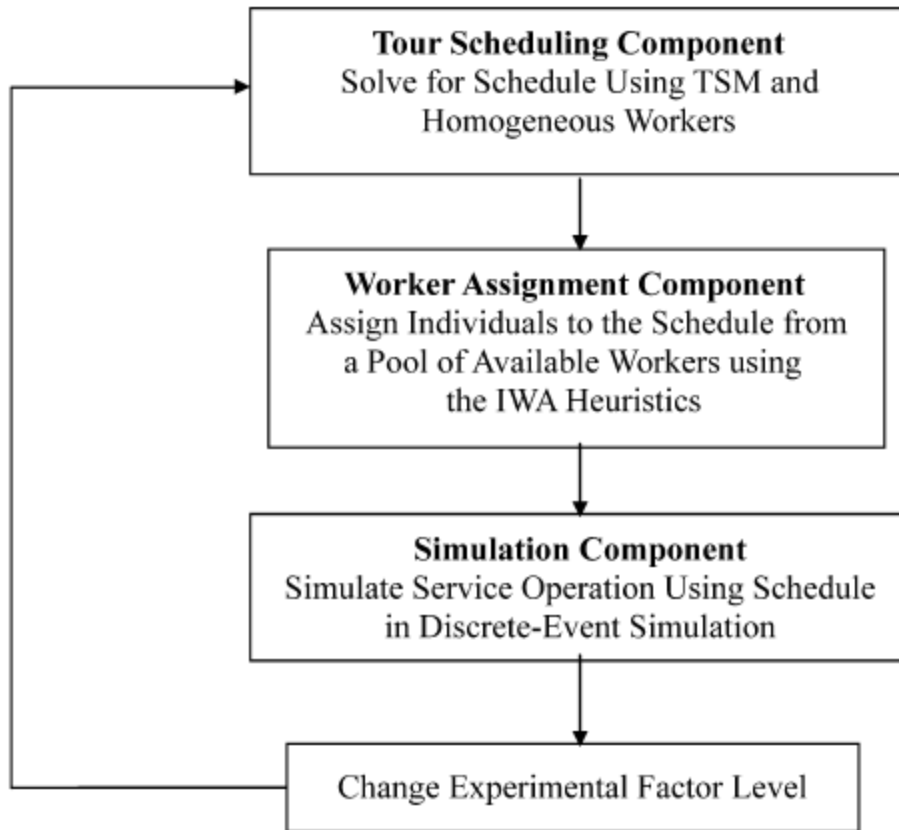 Tour Scheduling Component
Solve for Schedule Using TSM and
Homogeneous Workers
Worker Assignment Component
Assign Individuals to the Schedule from
a Pool of Available Workers using
the IWA Heuristics
Simulation Component
Simulate Service Operation Using Schedule
in Discrete-Event Simulation
Change Experimental Factor Level